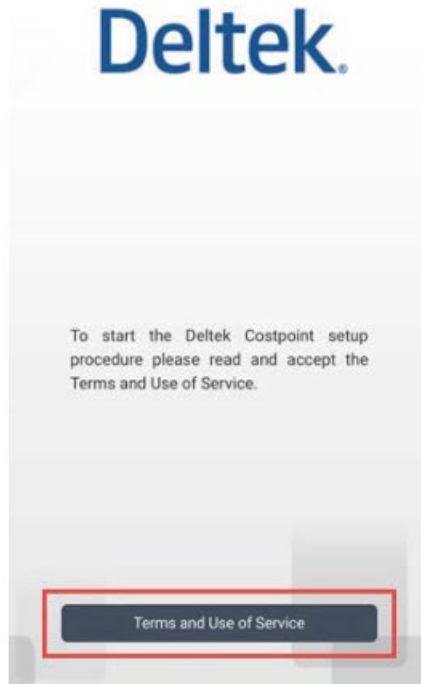 Deltek®
To start the Deltek Costpoint setup
procedure please read and accept the
Terms and Use of Service.
Terms and Use of Service